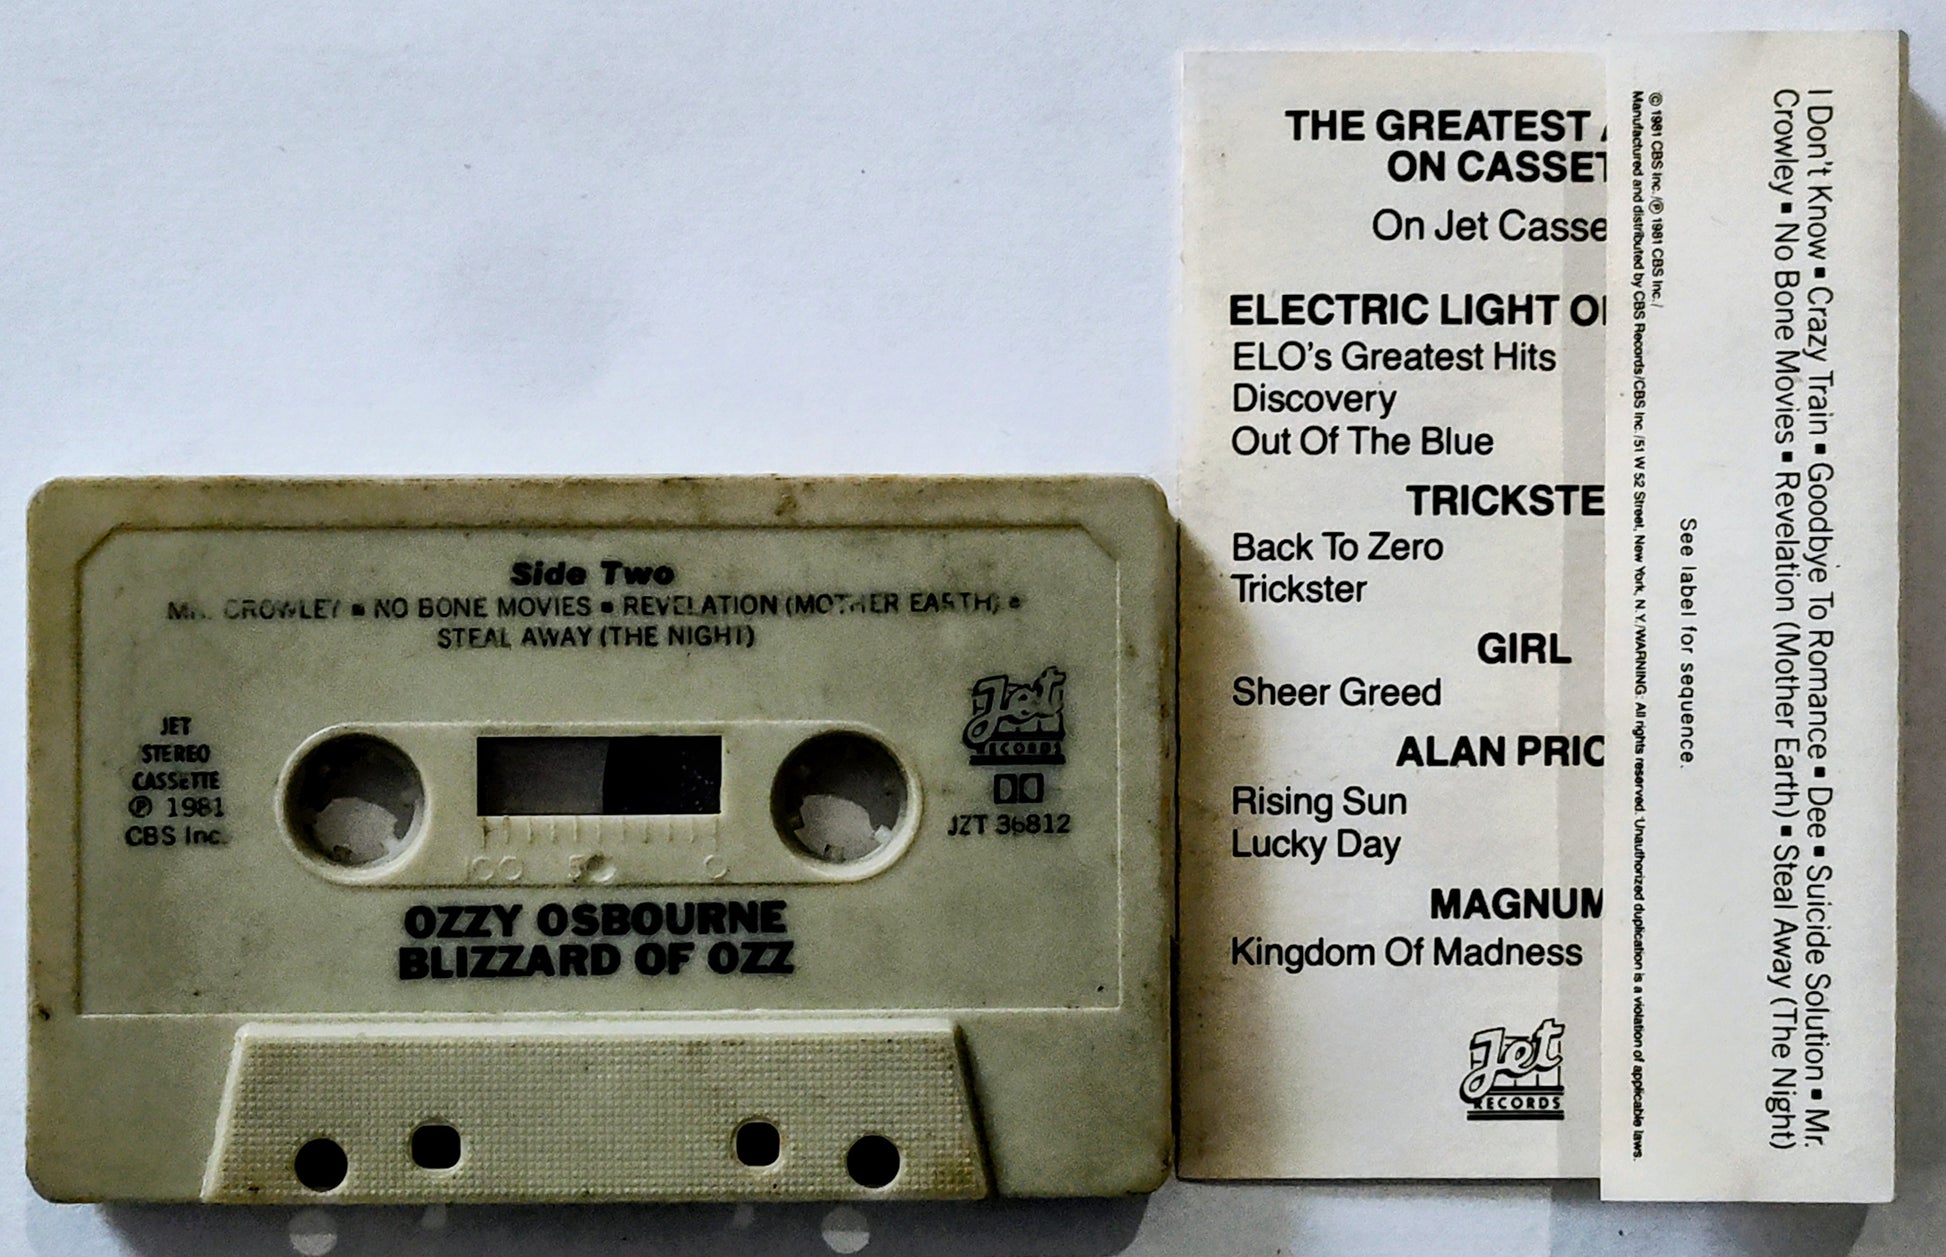 Side Two
MR. CROWLEY ■ NO BONE MOVIES ■ REVELATION (MOTHER EARTH) ■
STEAL AWAY (THE NIGHT)
JET
STEREO
CASSETTE
℗ 1981
CBS Inc.
Jet
RECORDS
JZT 36812
100 50 0
OZZY OSBOURNE
BLIZZARD OF OZZ
THE GREATEST
ON CASSET
On Jet Casse
ELECTRIC LIGHT O
ELO's Greatest Hits
Discovery
Out Of The Blue
TRICKSTE
Back To Zero
Trickster
GIRL
Sheer Greed
ALAN PRIC
Rising Sun
Lucky Day
MAGNUM
Kingdom Of Madness
Jet
RECORDS
I Don't Know ■ Crazy Train ■ Goodbye To Romance ■ Dee ■ Suicide Solution ■ Mr.
Crowley ■ No Bone Movies ■ Revelation (Mother Earth) ■ Steal Away (The Night)
See label for sequence.
© 1981 CBS Inc./℗ 1981 CBS Inc./
Manufactured and distributed by CBS Records/CBS Inc./51 W 52 Street, New York, N.Y./WARNING: All rights reserved. Unauthorized duplication is a violation of applicable laws.